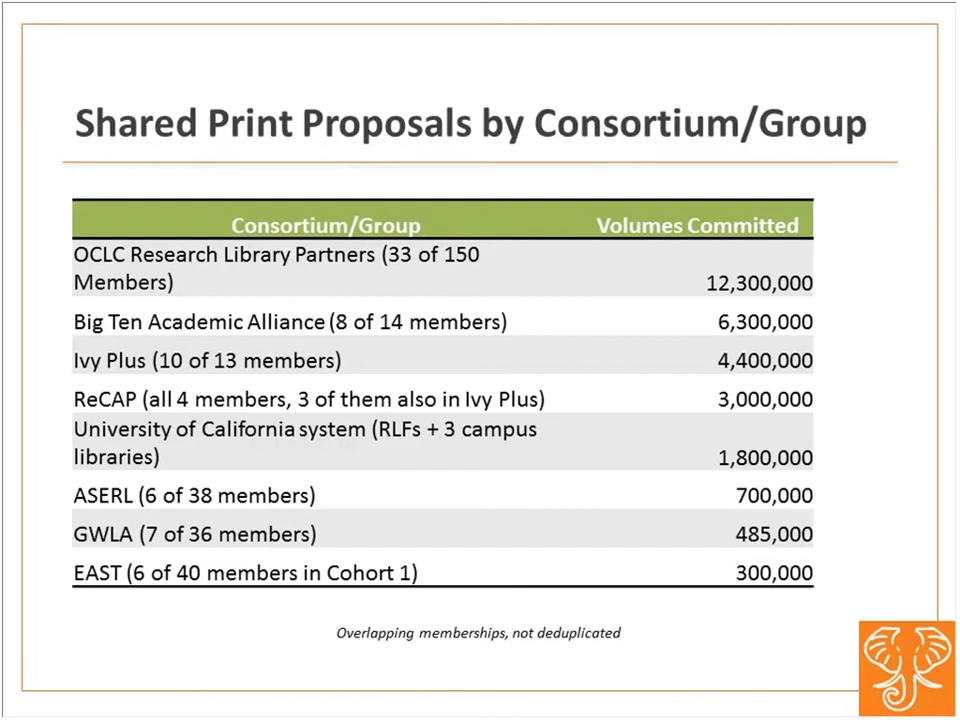 Shared Print Proposals by Consortium/Group
Consortium/Group Volumes Committed
OCLC Research Library Partners (33 of 150
Members) 12,300,000
Big Ten Academic Alliance (8 of 14 members) 6,300,000
Ivy Plus (10 of 13 members) 4,400,000
ReCAP (all 4 members, 3 of them also in Ivy Plus) 3,000,000
University of California system (RLFs + 3 campus
libraries) 1,800,000
ASERL (6 of 38 members) 700,000
GWLA (7 of 36 members) 485,000
EAST (6 of 40 members in Cohort 1) 300,000
Overlapping memberships, not deduplicated